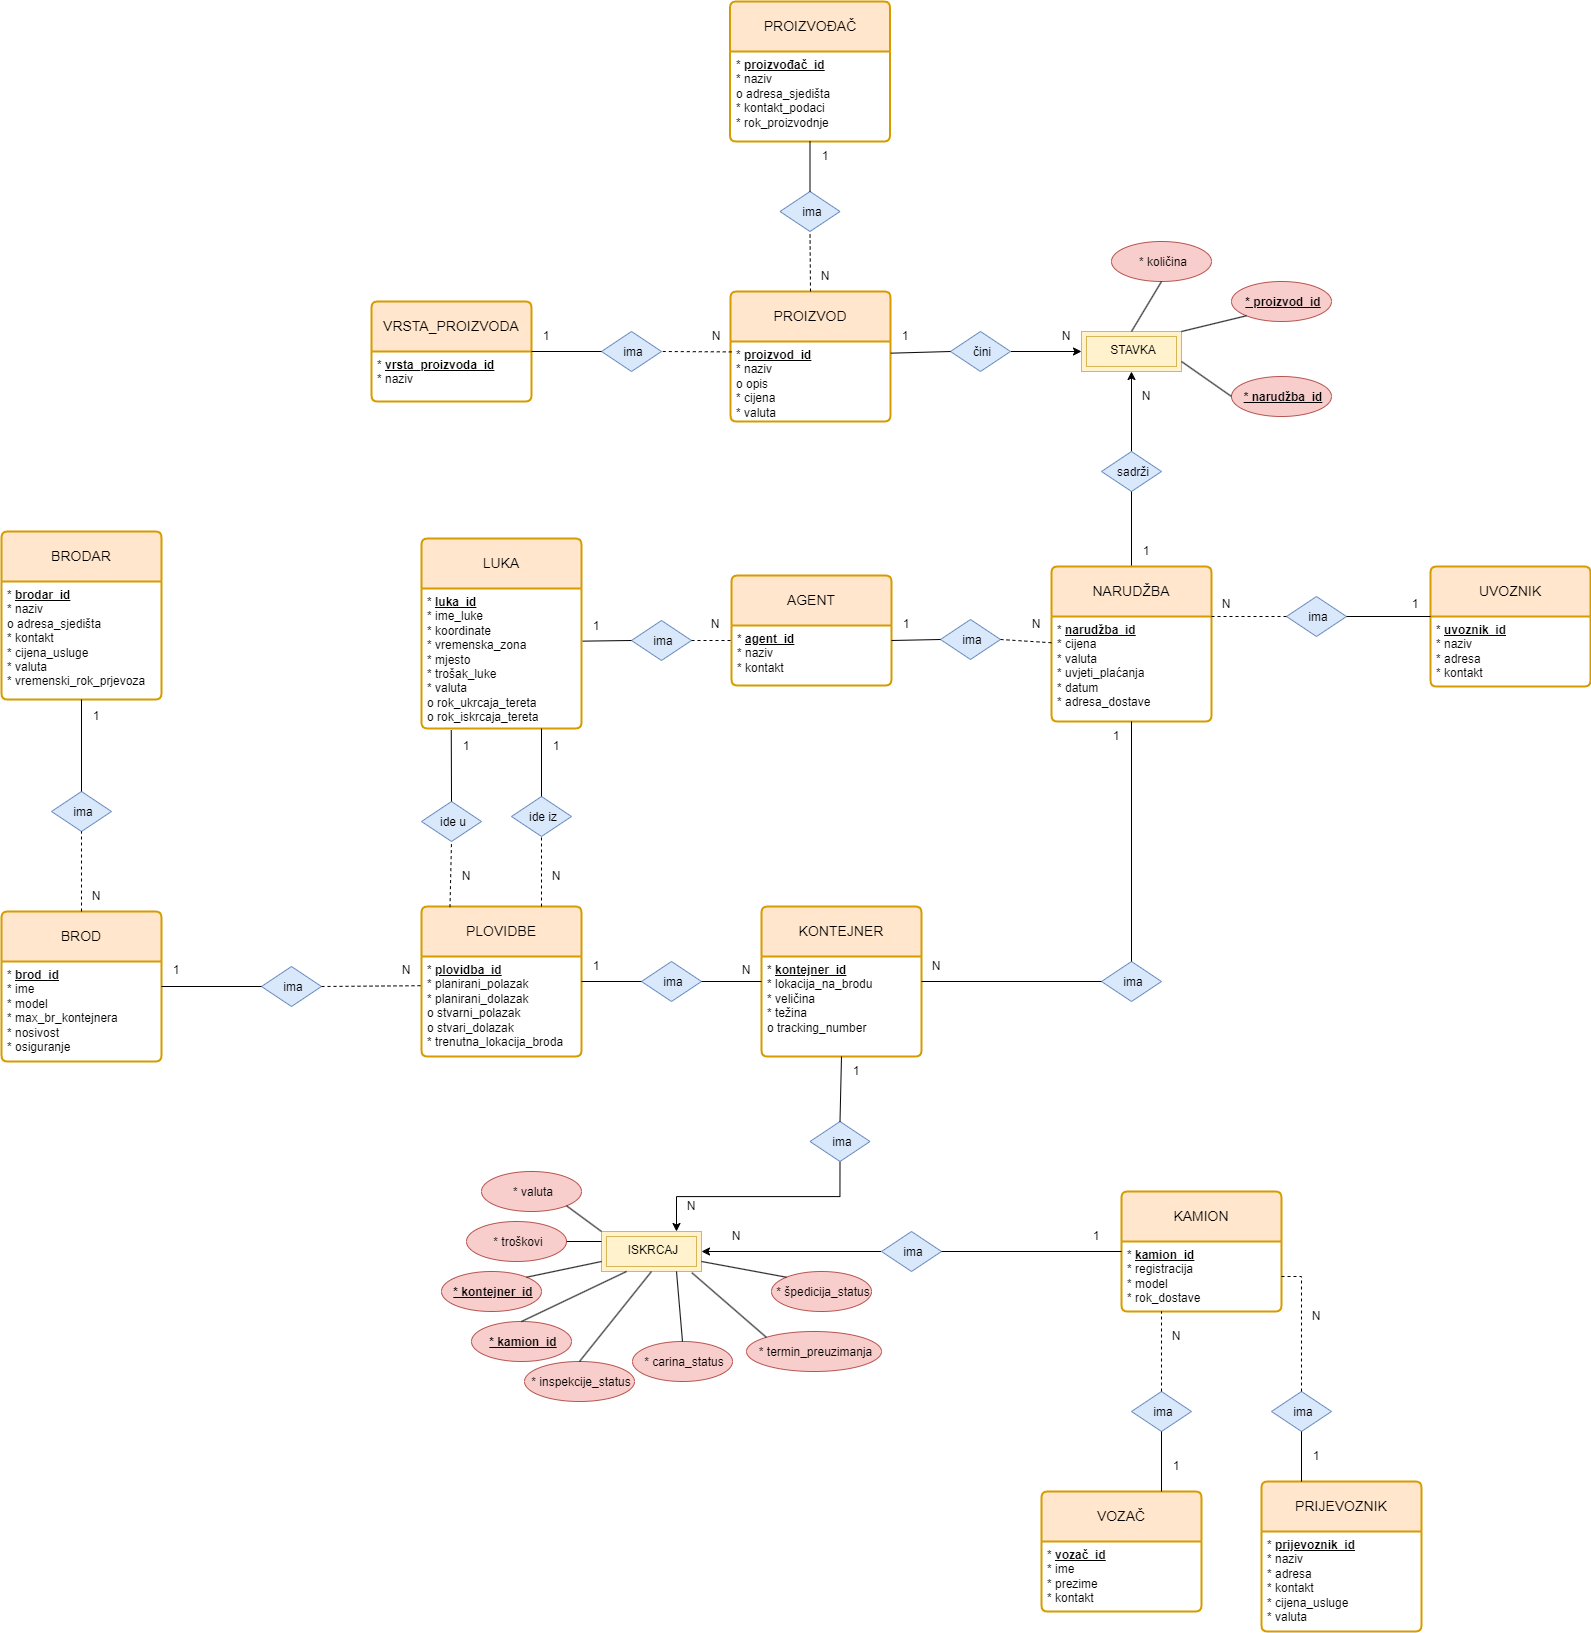 PROIZVOĐAČ
* proizvođač_id
* naziv
o adresa_sjedišta
* kontakt_podaci
* rok_proizvodnje
1
ima
N
* količina
* proizvod_id
* narudžba_id
VRSTA_PROIZVODA
* vrsta_proizvoda_id
* naziv
1
ima
N
PROIZVOD
* proizvod_id
* naziv
o opis
* cijena
* valuta
1
čini
N
STAVKA
N
sadrži
1
BRODAR
* brodar_id
* naziv
o adresa_sjedišta
* kontakt
* cijena_usluge
* valuta
* vremenski_rok_prjevoza
LUKA
* luka_id
* ime_luke
* koordinate
* vremenska_zona
* mjesto
* trošak_luke
* valuta
o rok_ukrcaja_tereta
o rok_iskrcaja_tereta
1
ima
N
AGENT
* agent_id
* naziv
* kontakt
1
ima
N
NARUDŽBA
* narudžba_id
* cijena
* valuta
* uvjeti_plaćanja
* datum
* adresa_dostave
N
ima
1
UVOZNIK
* uvoznik_id
* naziv
* adresa
* kontakt
1
ima
N
1
ide u
N
1
ide iz
N
1
BROD
* brod_id
* ime
* model
* max_br_kontejnera
* nosivost
* osiguranje
1
ima
N
PLOVIDBE
* plovidba_id
* planirani_polazak
* planirani_dolazak
o stvarni_polazak
o stvari_dolazak
* trenutna_lokacija_broda
1
ima
N
KONTEJNER
* kontejner_id
* lokacija_na_brodu
* veličina
* težina
o tracking_number
N
ima
1
ima
N
* valuta
* troškovi
* kontejner_id
* kamion_id
* inspekcije_status
* carina_status
* termin_preuzimanja
* špedicija_status
ISKRCAJ
N
ima
1
KAMION
* kamion_id
* registracija
* model
* rok_dostave
N
ima
1
N
ima
1
VOZAČ
* vozač_id
* ime
* prezime
* kontakt
PRIJEVOZNIK
* prijevoznik_id
* naziv
* adresa
* kontakt
* cijena_usluge
* valuta